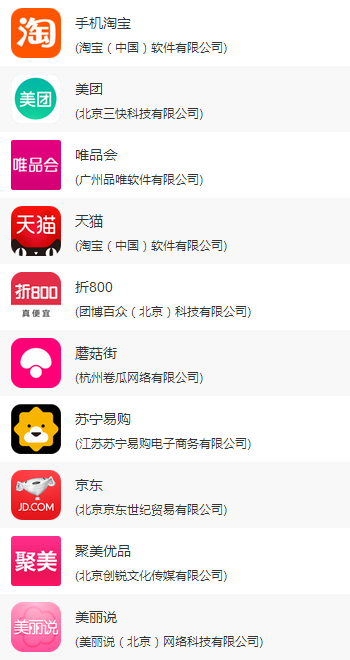 淘
手机淘宝
(淘宝（中国）软件有限公司)
美团
美团
(北京三快科技有限公司)
唯品会
唯品会
(广州品唯软件有限公司)
天猫
天猫
(淘宝（中国）软件有限公司)
折800
真便宜
折800
(团博百众（北京）科技有限公司)
蘑菇街
(杭州卷瓜网络有限公司)
苏宁易购
(江苏苏宁易购电子商务有限公司)
JD.COM
京东
(北京京东世纪贸易有限公司)
聚美
聚美优品
(北京创锐文化传媒有限公司)
美丽说
美丽说
(美丽说（北京）网络科技有限公司)